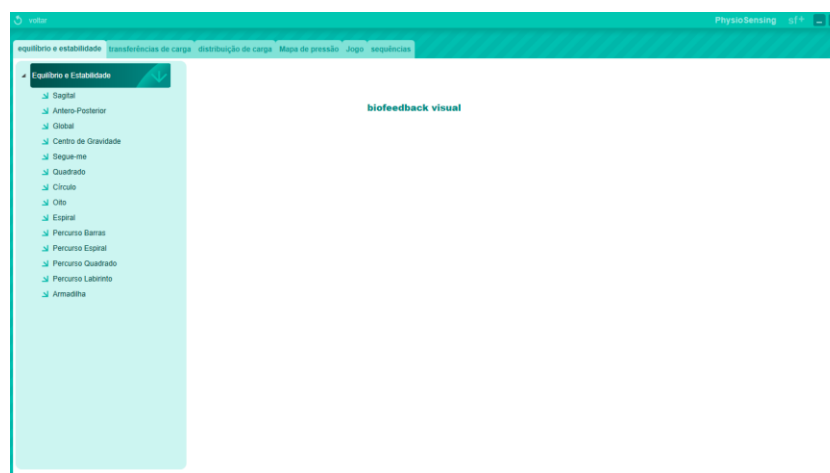 voltar
PhysioSensing sf+
equilíbrio e estabilidade transferências de carga distribuição de carga Mapa de pressão Jogo sequências
Equilíbrio e Estabilidade
Sagital
Antero-Posterior
Global
Centro de Gravidade
Segue-me
Quadrado
Círculo
Oito
Espiral
Percurso Barras
Percurso Espiral
Percurso Quadrado
Percurso Labirinto
Armadilha
biofeedback visual